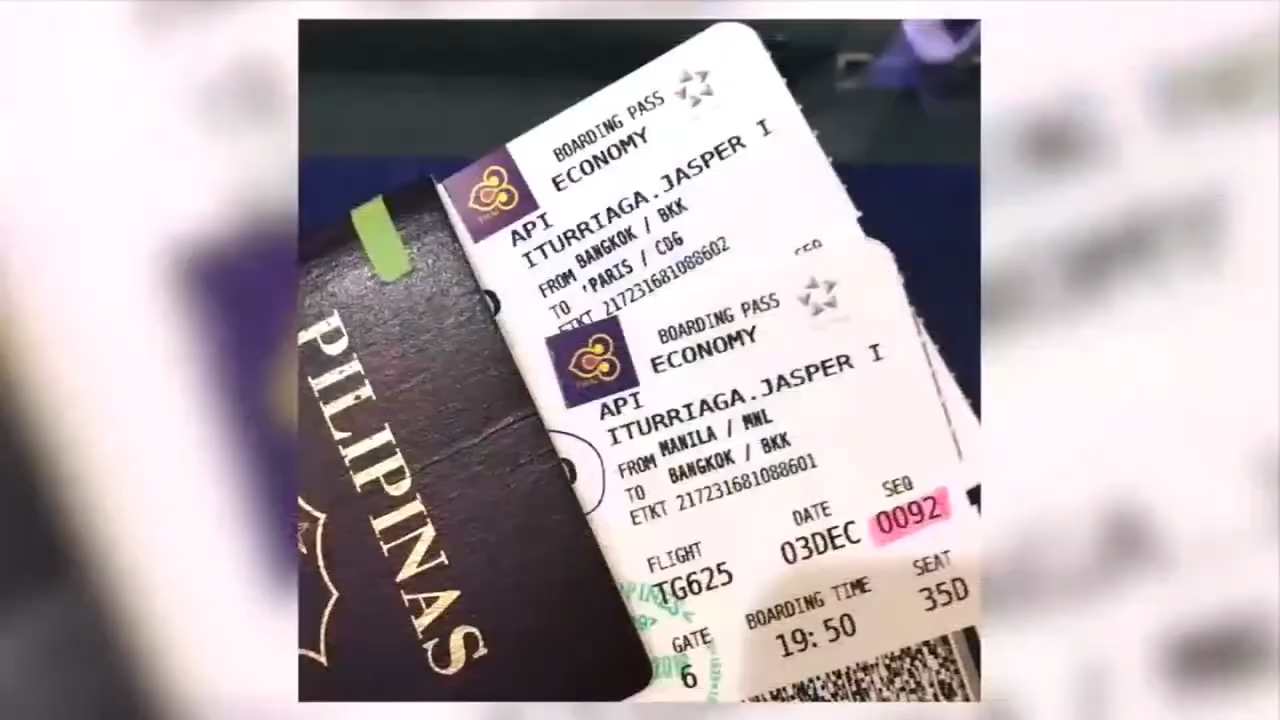 BOARDING PASS
ECONOMY
API
ITURRIAGA.JASPER I
FROM BANGKOK / BKK
TO PARIS / CDG
ETKT 217231681088602
PILIPINAS
BOARDING PASS
ECONOMY
API
ITURRIAGA.JASPER I
FROM MANILA / MNL
TO BANGKOK / BKK
ETKT 217231681088601
FLIGHT DATE SEQ
TG625 03DEC 0092
GATE BOARDING TIME SEAT
6 19:50 35D